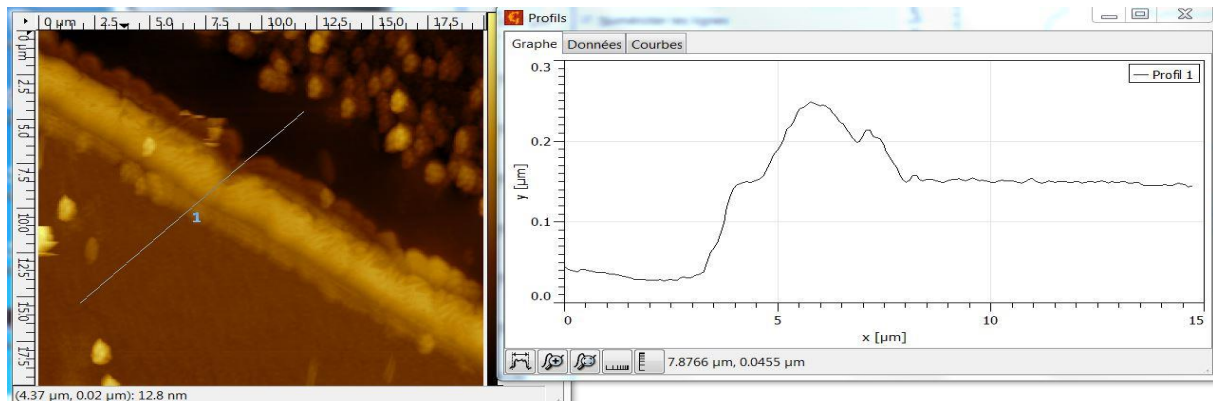 0 µm 2.5 5.0 7.5 10.0 12.5 15.0 17.5
0 µm
2.5
5.0
7.5
10.0
12.5
15.0
17.5
1
(4.37 µm, 0.02 µm): 12.8 nm
Profils
Graphe Données Courbes
0.3
Profil 1
0.2
y [µm]
0.1
0.0
0 5 10 15
x [µm]
7.8766 µm, 0.0455 µm